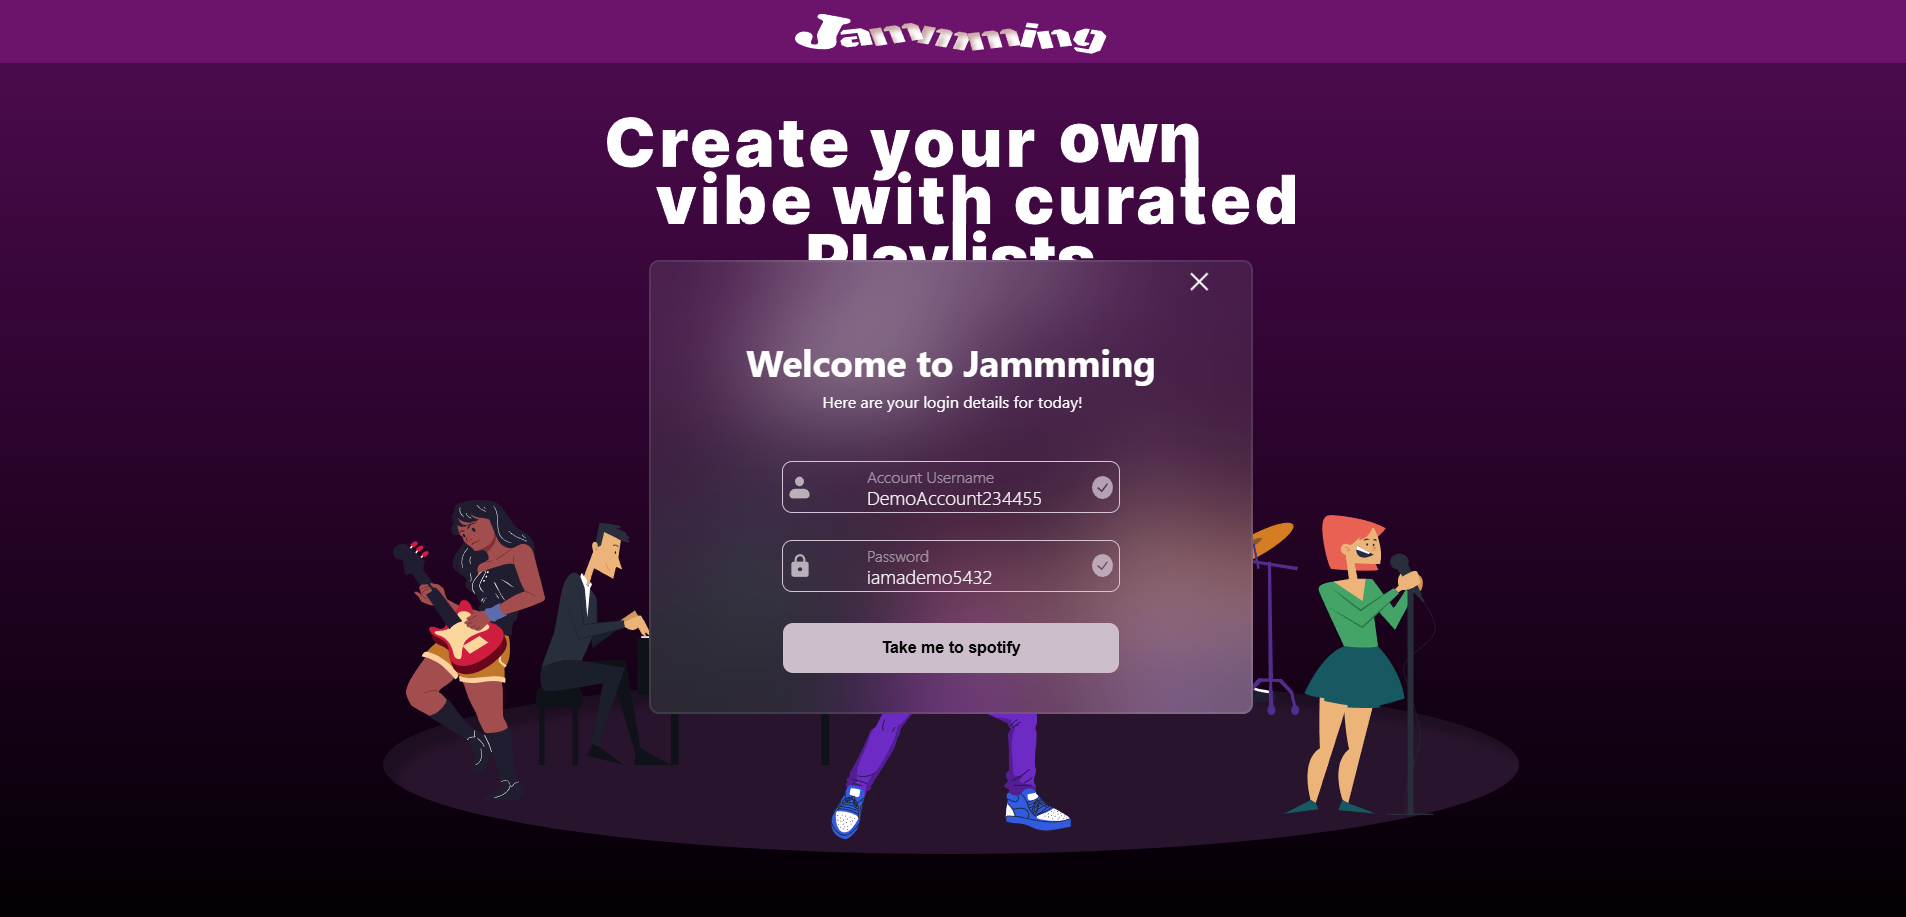 Jammming
Create your own
vibe with curated
Playlists
Welcome to Jammming
Here are your login details for today!
Account Username
DemoAccount234455
Password
iamademo5432
Take me to spotify